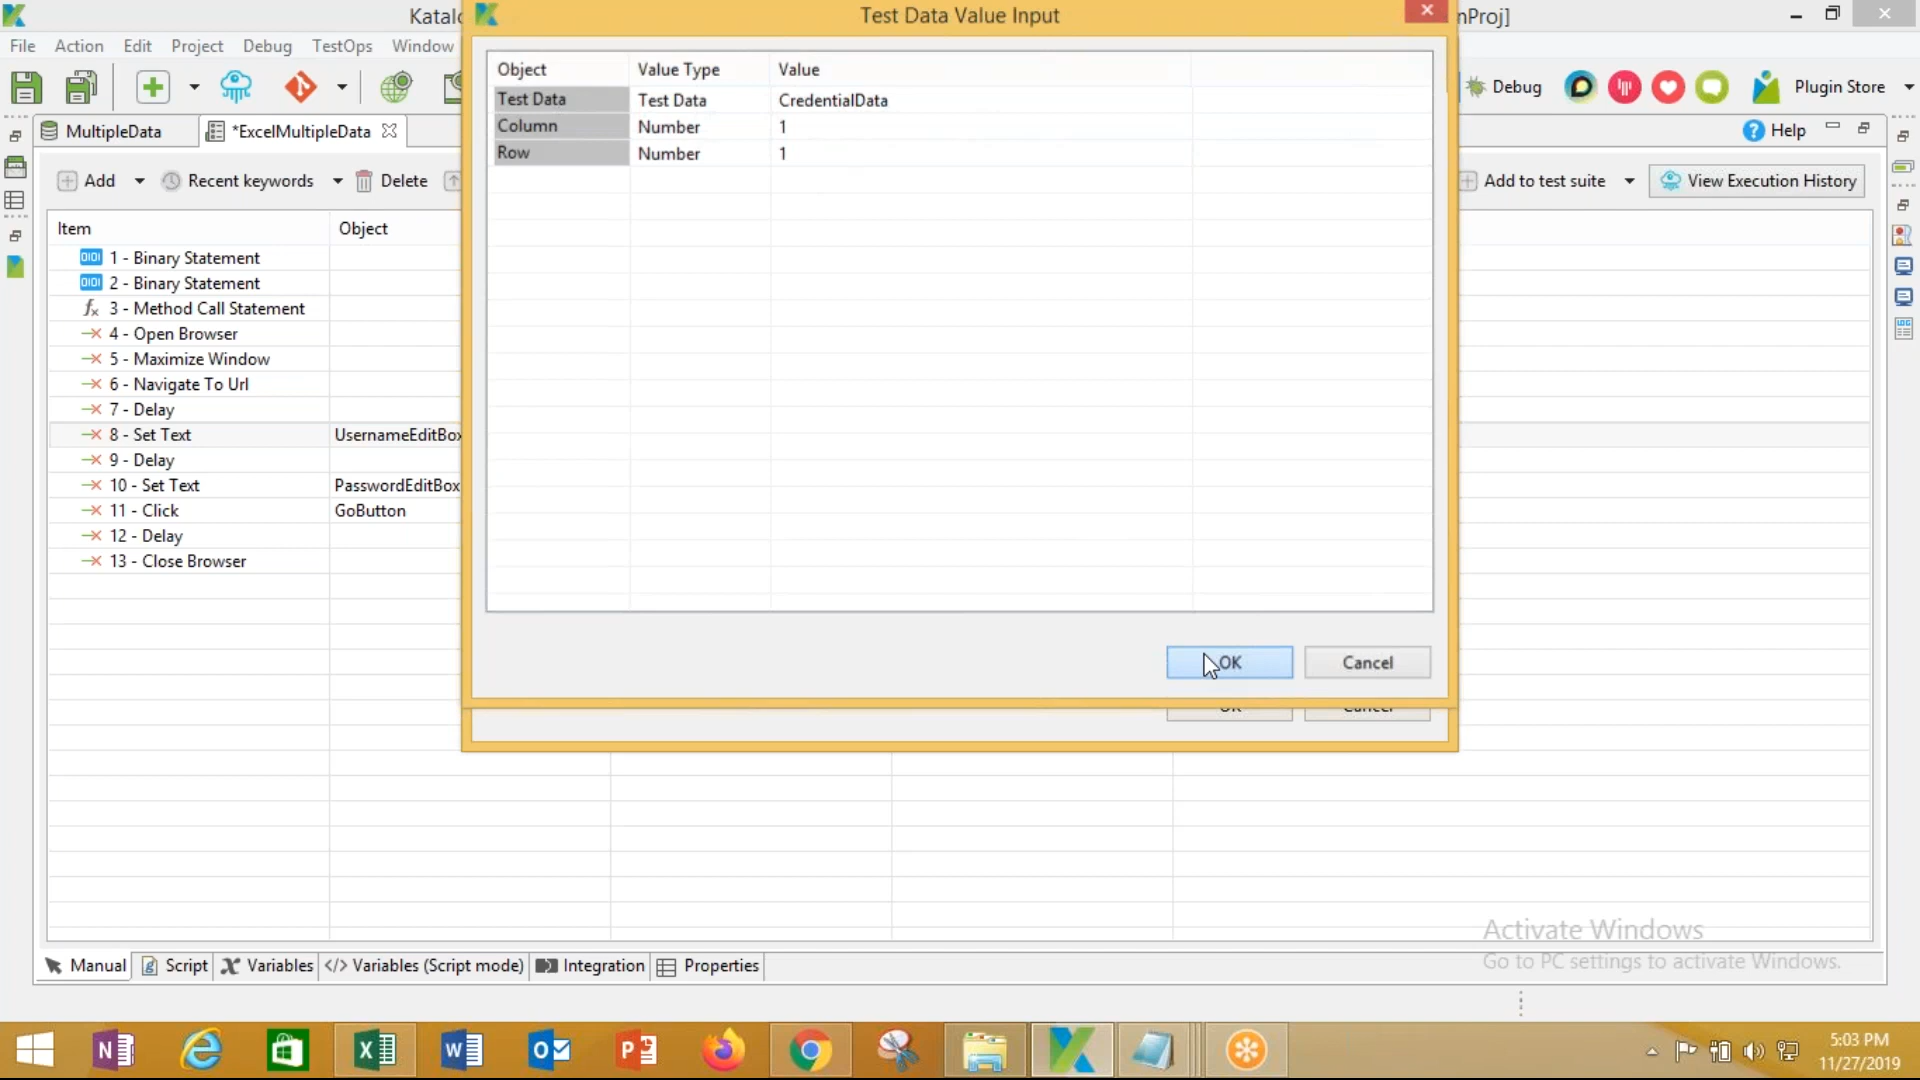 Katalo
Test Data Value Input
nProj]
File Action Edit Project Debug TestOps Window
Debug
Plugin Store
MultipleData
*ExcelMultipleData
Help
Add
Recent keywords
Delete
Add to test suite
View Execution History
Item
Object
Object Value Type Value
Test Data Test Data CredentialData
Column Number 1
Row Number 1
1 - Binary Statement
2 - Binary Statement
3 - Method Call Statement
4 - Open Browser
5 - Maximize Window
6 - Navigate To Url
7 - Delay
8 - Set Text UsernameEditBox
9 - Delay
10 - Set Text PasswordEditBox
11 - Click GoButton
12 - Delay
13 - Close Browser
OK
Cancel
OK
Cancel
Activate Windows
Go to PC settings to activate Windows.
Manual
Script
Variables
</> Variables (Script mode)
Integration
Properties
5:03 PM
11/27/2019